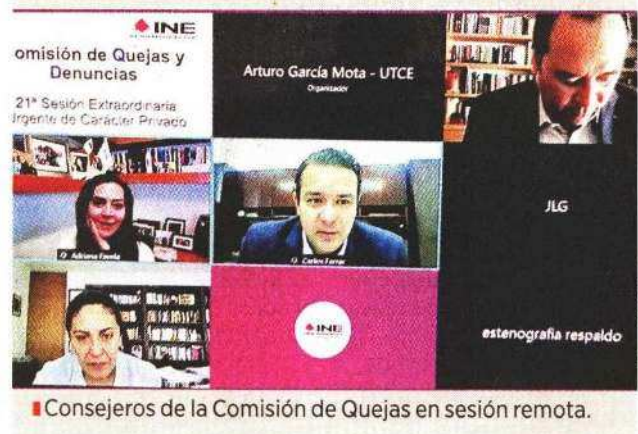 INE
omisión de Quejas y
Denuncias
21ª Sesión Extraordinaria
Urgente de Carácter Privado
Arturo García Mota - UTCE
Organizador
Adriana Favela
Carlos Ferrer
JLG
INE
estenografía respaldo
Consejeros de la Comisión de Quejas en sesión remota.